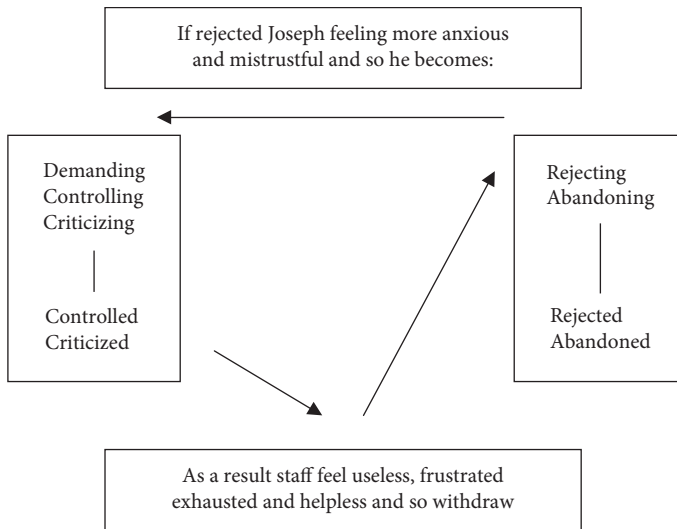 If rejected Joseph feeling more anxious
and mistrustful and so he becomes:
Demanding
Controlling
Criticizing
Controlled
Criticized
Rejecting
Abandoning
Rejected
Abandoned
As a result staff feel useless, frustrated
exhausted and helpless and so withdraw